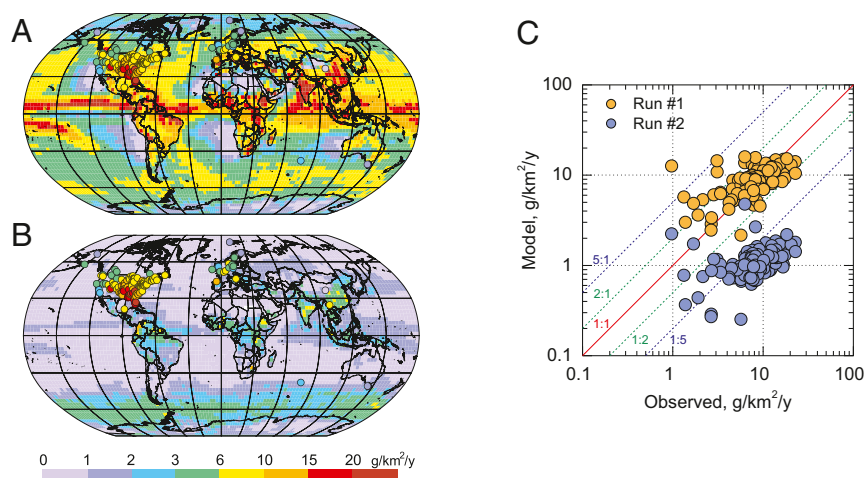 A
B
0 1 2 3 6 10 15 20 g/km²/y
C
Model, g/km²/y
100
10
1
0.1
Run #1
Run #2
5:1
2:1
1:1
1:2
1:5
0.1 1 10 100
Observed, g/km²/y